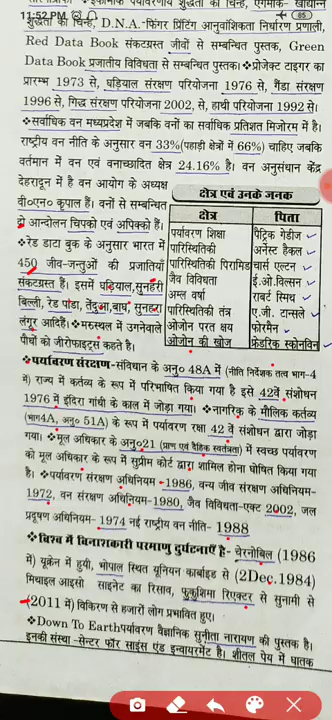 11:52 PM
85
शुद्धता का चिन्ह, D.N.A.-फिंगर प्रिंटिंग आनुवांशिकता निर्धारण प्रणाली,
Red Data Book संकटग्रस्त जीवों से सम्बन्धित पुस्तक, Green
Data Book प्रजातीय विविधता से सम्बन्धित पुस्तक। ❖प्रोजेक्ट टाइगर का
प्रारम्भ 1973 से, घड़ियाल संरक्षण परियोजना 1976 से, गैंडा संरक्षण
1996 से, गिद्ध संरक्षण परियोजना 2002, से, हाथी परियोजना 1992 से।
❖सर्वाधिक वन मध्यप्रदेश में जबकि वनों का सर्वाधिक प्रतिशत मिजोरम में है।
राष्ट्रीय वन नीति के अनुसार वन 33% (पहाड़ी क्षेत्रों में 66%) चाहिए जबकि
वर्तमान में वन एवं वनाच्छादित क्षेत्र 24.16% है। वन अनुसंधान केंद्र
देहरादून में है वन आयोग के अध्यक्ष
वी०एन० कृपाल हैं। वनों से सम्बन्धित
दो आन्दोलन चिपको एवं अपिको हैं।
❖रेड डाटा बुक के अनुसार भारत में
450 जीव-जन्तुओं की प्रजातियाँ
संकटग्रस्त हैं। इसमें घड़ियाल,सुनहरी
बिल्ली, रेड पांडा, तेंदुआ,बाघ, सुनहरा
लंगूर आदिहैं। ❖मरुस्थल में उगनेवाले
पौधों को जीरोफाइट्स कहते है।
क्षेत्र एवं उनके जनक
क्षेत्र पिता
पर्यावरण शिक्षा पैट्रिक गेडीज
पारिस्थितिकी अर्नेस्ट हैकल
पारिस्थितिकी पिरामिड चार्स एल्टन
जैव विविधता ई.ओ.विल्सन
अम्ल वर्षा राबर्ट स्मिथ
पारिस्थितिकी तंत्र ए.जी. टान्सले
ओजोन परत क्षय फोरमैन
ओजोन की खोज फ्रेडरिक स्कोनविन
❖पर्यावरण संरक्षण-संविधान के अनु० 48A में (नीति निर्देशक तत्व भाग-4
में) राज्य में कर्तव्य के रूप में परिभाषित किया गया है इसे 42वें संशोधन
1976 में इंदिरा गांधी के काल में जोड़ा गया। ❖नागरिक के मौलिक कर्तव्य
(भाग4A, अनु० 51A) के रूप में पर्यावरण रक्षा 42 वें संशोधन द्वारा जोड़ा
गया। ❖मूल अधिकार के अनु०21 (प्राण एवं दैहिक स्वतंत्रता) में स्वच्छ पर्यावरण
को मूल अधिकार के रूप में सुप्रीम कोर्ट द्वारा शामिल होना घोषित किया गया
है। ❖पर्यावरण संरक्षण अधिनियम -1986, वन्य जीव संरक्षण अधिनियम-
1972, वन संरक्षण अधिनियम-1980, जैव विविधता-एक्ट 2002, जल
प्रदूषण अधिनियम- 1974 नई राष्ट्रीय वन नीति- 1988
❖विश्व में विनाशकारी परमाणु दुर्घटनाएँ है- चेरनोबिल (1986
में) यूक्रेन में हुयी, भोपाल स्थित यूनियन कार्बाइड से (2Dec.1984)
मिथाइल आइसो साइनेट का रिसाव, फुकुशिमा रिएक्टर से सुनामी से
(2011 में) विकिरण से हजारों लोग प्रभावित हुए।
❖Down To Earthपर्यावरण वैज्ञानिक सुनीता नारायण की पुस्तक है।
इनकी संस्था -सेन्टर फॉर साइंस एंड इन्वायरमेंट है। शीतल पेय में घातक